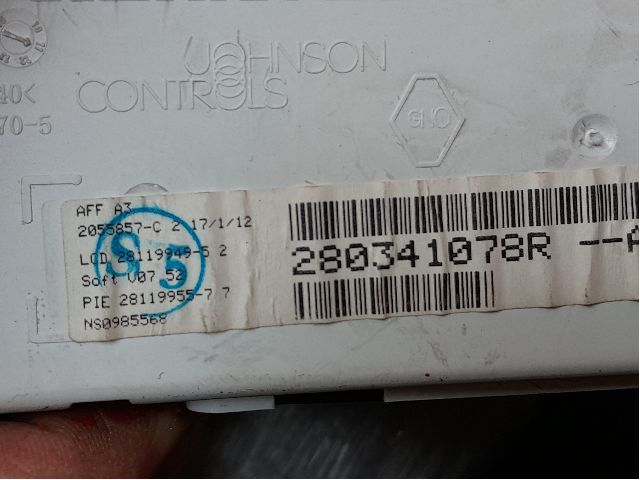 JOHNSON
CONTROLS
GNO
40<
70-5
AFF A3
2055857-C 2 17/1/12
LCD 28119949-5 2
Soft V07 52
PIE 28119955-7 7
NS0985568
S5
280341078R --A